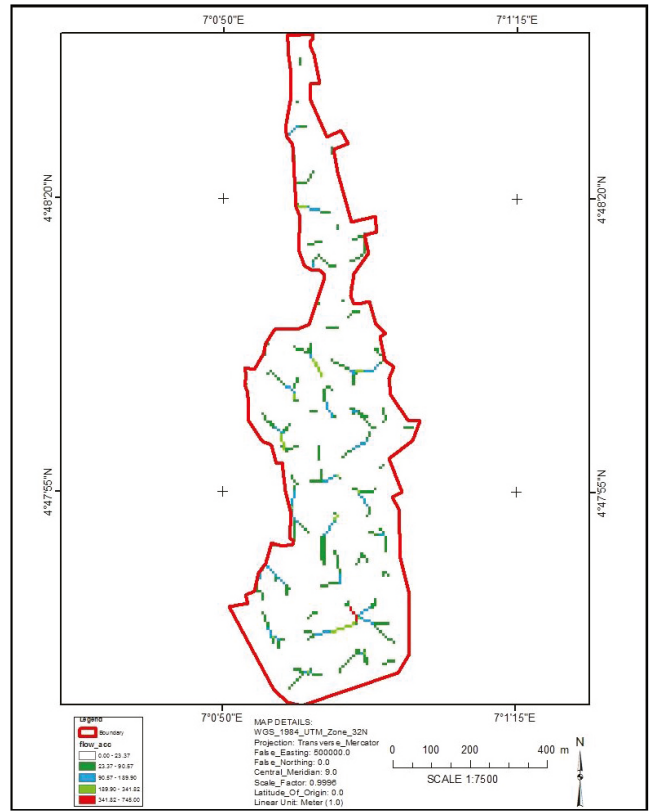 7°0'50"E 7°1'15"E
4°48'20"N 4°48'20"N
4°47'55"N 4°47'55"N
7°0'50"E 7°1'15"E
Legend
Boundary
flow_acc
0.00 - 23.37
23.37 - 90.57
90.57 - 189.90
189.90 - 341.82
341.82 - 745.00
MAP DETAILS:
WGS_1984_UTM_Zone_32N
Projection: Transverse_Mercator
False_Easting: 500000.0
False_Northing: 0.0
Central_Meridian: 9.0
Scale_Factor: 0.9996
Latitude_Of_Origin: 0.0
Linear Unit: Meter (1.0)
0 100 200 400 m
SCALE 1:7500
N